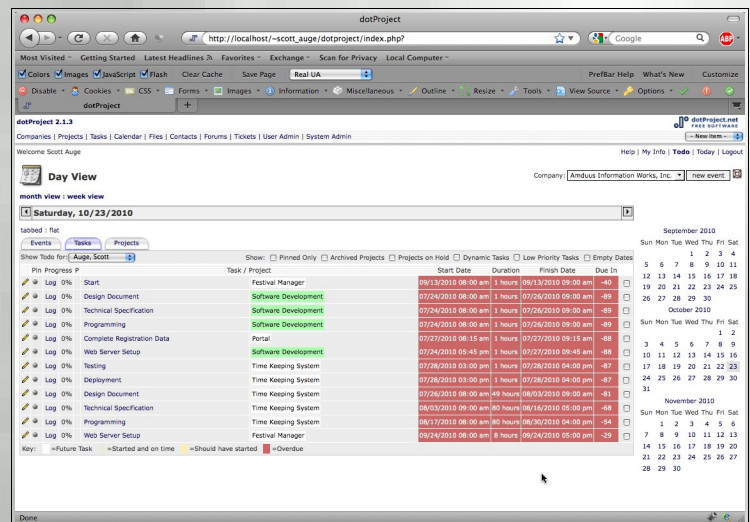 dotProject
http://localhost/~scott_auge/dotproject/index.php?
Google
ABP
Most Visited Getting Started Latest Headlines Favorites Exchange Scan for Privacy Local Computer
Colors Images JavaScript Flash Clear Cache Save Page Real UA PrefBar Help What's New Customize
Disable Cookies CSS Forms Images Information Miscellaneous Outline Resize Tools View Source Options
dotProject
dotProject 2.1.3
dotProject.net
FREE SOFTWARE
Companies | Projects | Tasks | Calendar | Files | Contacts | Forums | Tickets | User Admin | System Admin
- New Item -
Welcome Scott Auge
Help | My Info | Todo | Today | Logout
Day View
Company: Amduus Information Works, Inc. new event
month view : week view
Saturday, 10/23/2010
tabbed : flat
Events Tasks Projects
Show Todo for: Auge, Scott Show: Pinned Only Archived Projects Projects on Hold Dynamic Tasks Low Priority Tasks Empty Dates
Pin Progress P Task / Project Start Date Duration Finish Date Due In
Log 0% Start Festival Manager 09/13/2010 08:00 am 1 hours 09/13/2010 09:00 am -40
Log 0% Design Document Software Development 07/24/2010 08:00 am 1 hours 07/26/2010 09:00 am -89
Log 0% Technical Specification Software Development 07/24/2010 08:00 am 1 hours 07/26/2010 09:00 am -89
Log 0% Programming Software Development 07/24/2010 08:00 am 1 hours 07/26/2010 09:00 am -89
Log 0% Complete Registration Data Portal 07/27/2010 08:15 am 1 hours 07/27/2010 09:15 am -88
Log 0% Web Server Setup Software Development 07/24/2010 05:45 pm 1 hours 07/27/2010 09:45 am -88
Log 0% Testing Time Keeping System 07/28/2010 03:00 pm 1 hours 07/28/2010 04:00 pm -87
Log 0% Deployment Time Keeping System 07/28/2010 03:00 pm 1 hours 07/28/2010 04:00 pm -87
Log 0% Design Document Time Keeping System 07/26/2010 08:00 am 49 hours 08/03/2010 09:00 am -81
Log 0% Technical Specification Time Keeping System 08/03/2010 09:00 am 80 hours 08/16/2010 05:00 pm -68
Log 0% Programming Time Keeping System 08/17/2010 08:00 am 80 hours 08/30/2010 04:00 pm -54
Log 0% Web Server Setup Festival Manager 09/24/2010 08:00 am 8 hours 09/24/2010 05:00 pm -29
Key: =Future Task =Started and on time =Should have started =Overdue
September 2010
Sun Mon Tue Wed Thu Fri Sat
1 2 3 4
5 6 7 8 9 10 11
12 13 14 15 16 17 18
19 20 21 22 23 24 25
26 27 28 29 30
October 2010
Sun Mon Tue Wed Thu Fri Sat
1 2
3 4 5 6 7 8 9
10 11 12 13 14 15 16
17 18 19 20 21 22 23
24 25 26 27 28 29 30
31
November 2010
Sun Mon Tue Wed Thu Fri Sat
1 2 3 4 5 6
7 8 9 10 11 12 13
14 15 16 17 18 19 20
21 22 23 24 25 26 27
28 29 30
Done